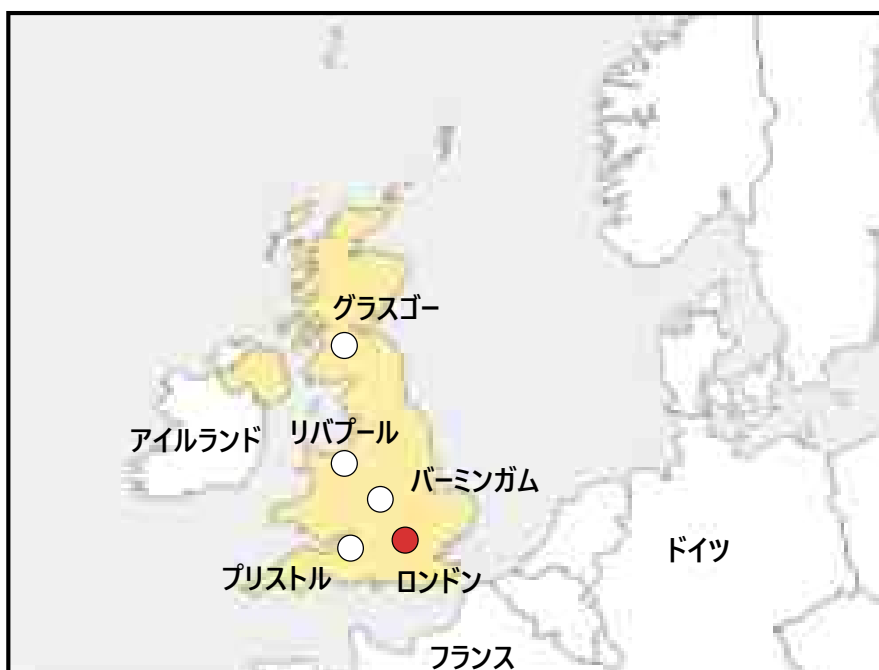 グラスゴー
リバプール
アイルランド
バーミンガム
ドイツ
プリストル
ロンドン
フランス